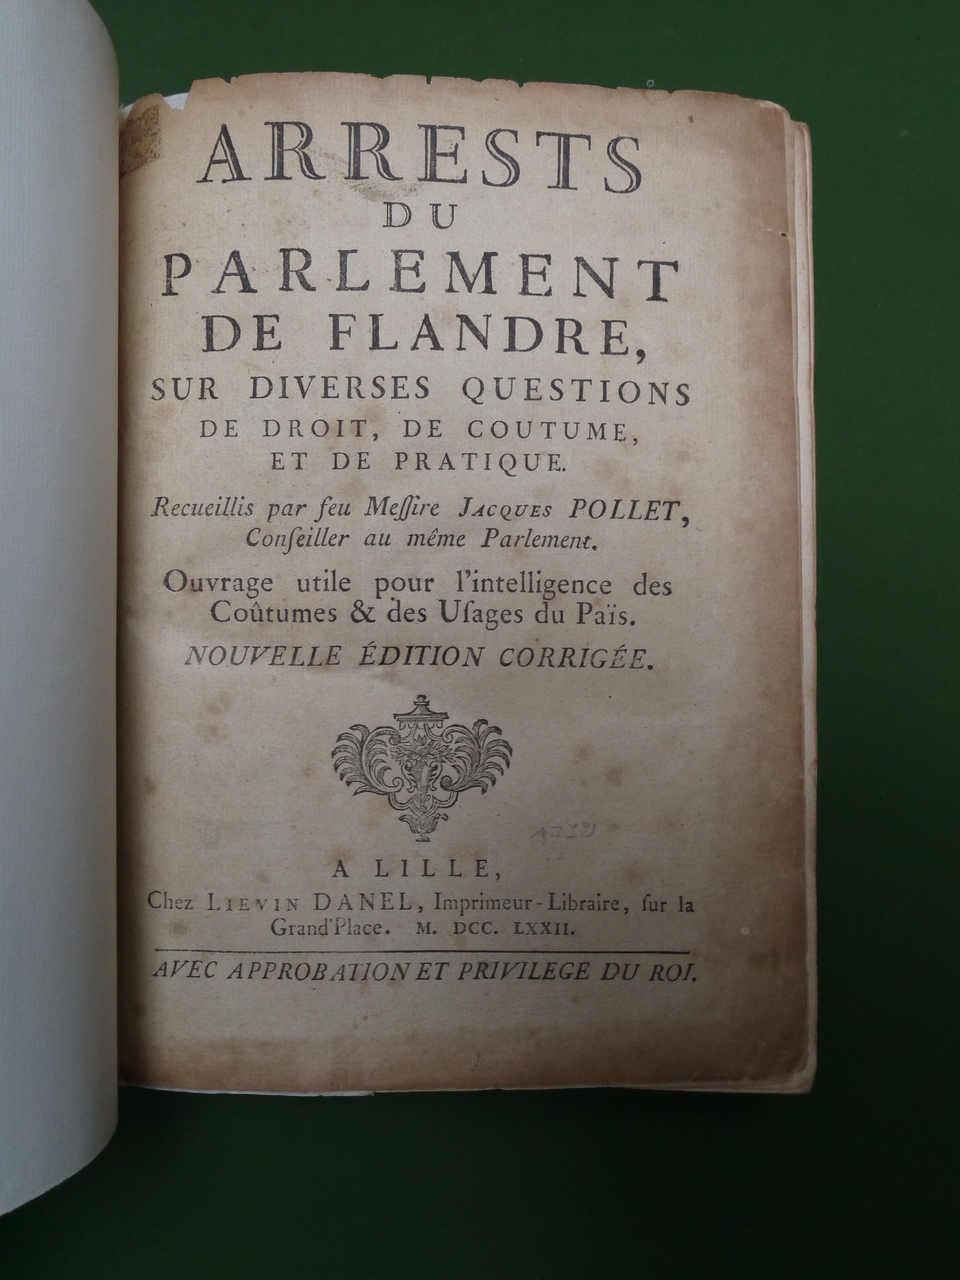 ARRESTS
DU
PARLEMENT
DE FLANDRE,
SUR DIVERSES QUESTIONS
DE DROIT, DE COUTUME,
ET DE PRATIQUE.
Recueillis par feu Meſſire JACQUES POLLET,
Conſeiller au même Parlement.
Ouvrage utile pour l'intelligence des
Coûtumes & des Uſages du Païs.
NOUVELLE ÉDITION CORRIGÉE.
A LILLE,
Chez LIEVIN DANEL, Imprimeur-Libraire, ſur la
Grand'Place. M. DCC. LXXII.
AVEC APPROBATION ET PRIVILEGE DU ROI.